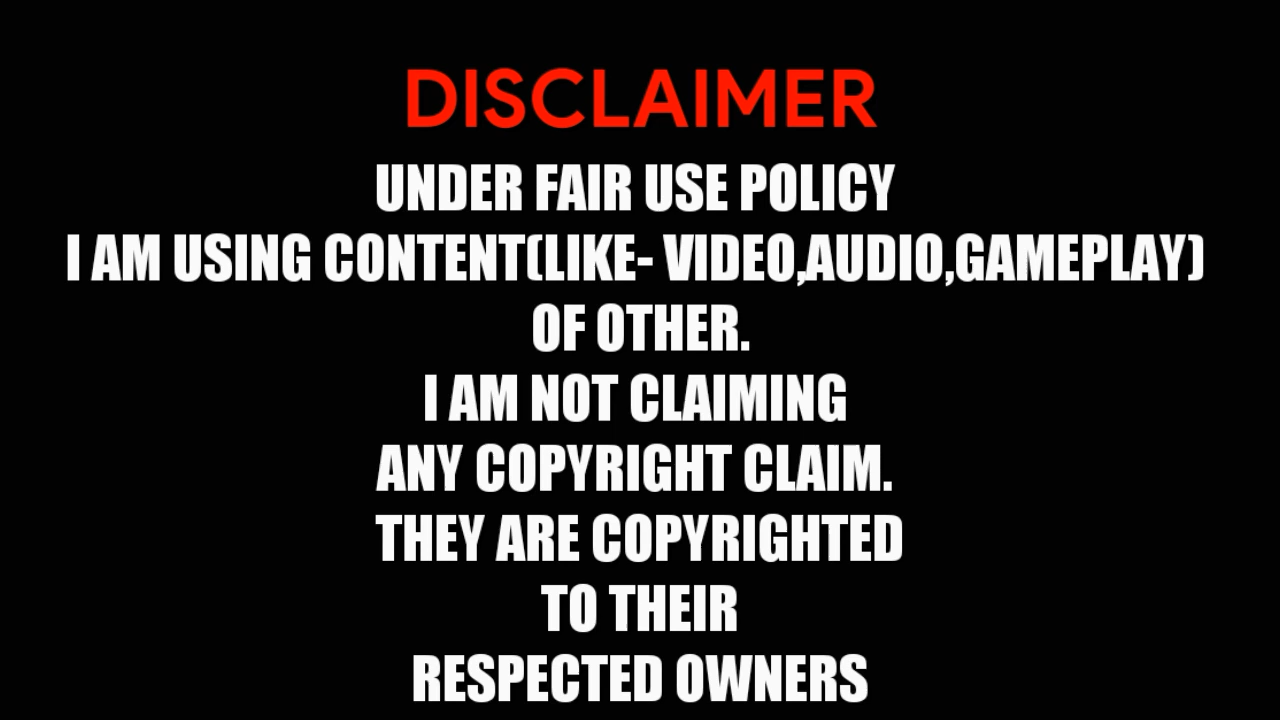 DISCLAIMER
UNDER FAIR USE POLICY
I AM USING CONTENT(LIKE- VIDEO,AUDIO,GAMEPLAY)
OF OTHER.
I AM NOT CLAIMING
ANY COPYRIGHT CLAIM.
THEY ARE COPYRIGHTED
TO THEIR
RESPECTED OWNERS